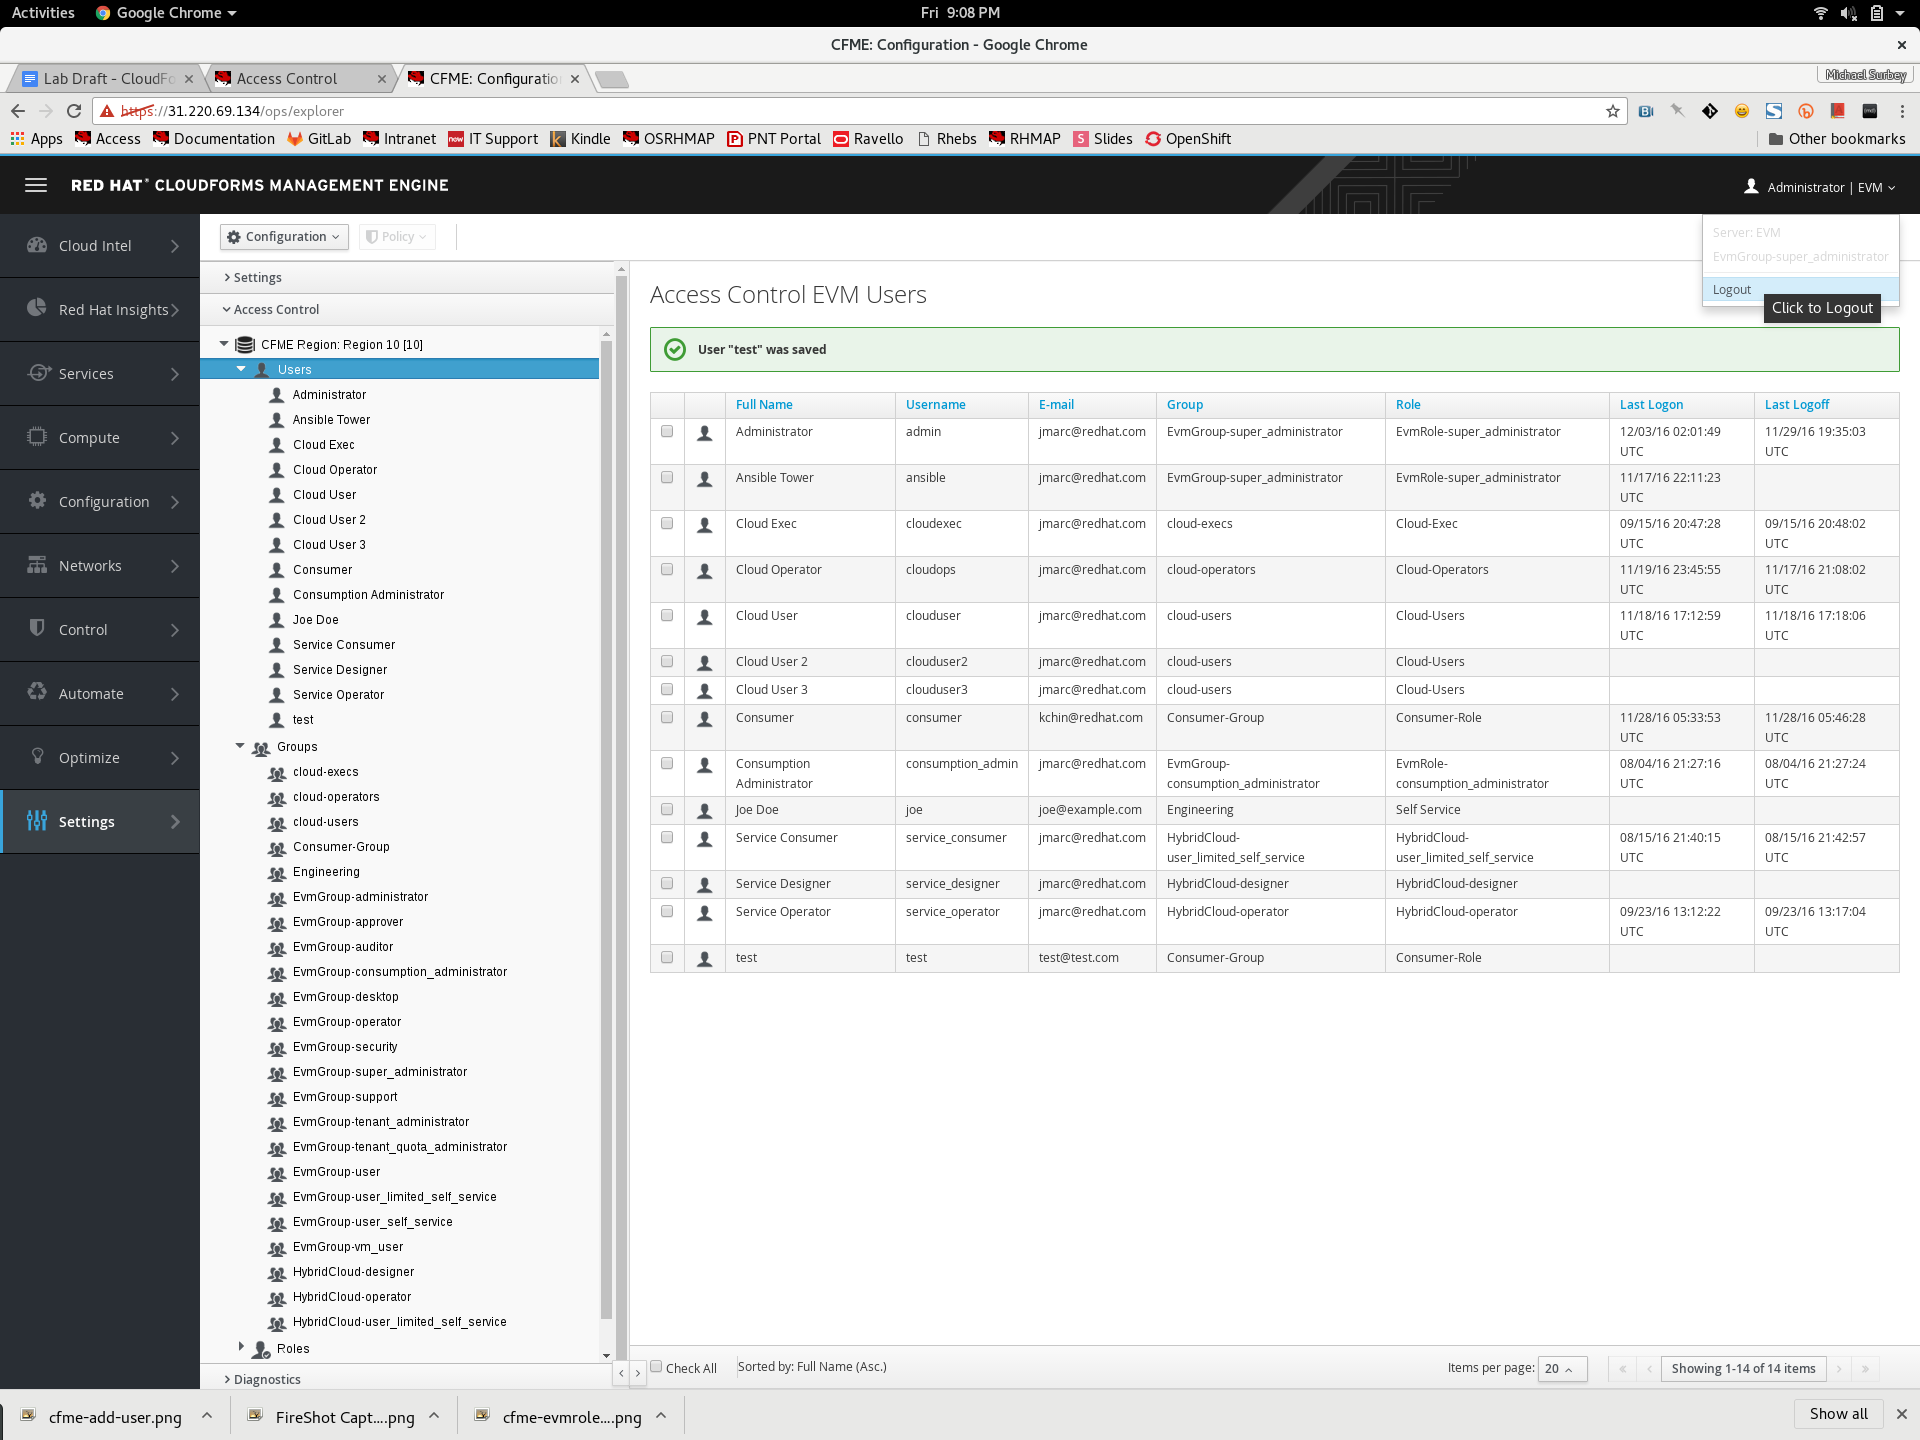 Activities Google Chrome Fri 9:08 PM
CFME: Configuration - Google Chrome
Lab Draft - CloudFo Access Control CFME: Configuratio Michael Surbey
https://31.220.69.134/ops/explorer
Apps Access Documentation GitLab Intranet now IT Support Kindle OSRHMAP PNT Portal Ravello Rhebs RHMAP S Slides OpenShift Other bookmarks
RED HAT® CLOUDFORMS MANAGEMENT ENGINE Administrator | EVM
Server: EVM
EvmGroup-super_administrator
Logout
Click to Logout
Cloud Intel
Red Hat Insights
Services
Compute
Configuration
Networks
Control
Automate
Optimize
Settings
Configuration Policy
Settings
Access Control
CFME Region: Region 10 [10]
Users
Administrator
Ansible Tower
Cloud Exec
Cloud Operator
Cloud User
Cloud User 2
Cloud User 3
Consumer
Consumption Administrator
Joe Doe
Service Consumer
Service Designer
Service Operator
test
Groups
cloud-execs
cloud-operators
cloud-users
Consumer-Group
Engineering
EvmGroup-administrator
EvmGroup-approver
EvmGroup-auditor
EvmGroup-consumption_administrator
EvmGroup-desktop
EvmGroup-operator
EvmGroup-security
EvmGroup-super_administrator
EvmGroup-support
EvmGroup-tenant_administrator
EvmGroup-tenant_quota_administrator
EvmGroup-user
EvmGroup-user_limited_self_service
EvmGroup-user_self_service
EvmGroup-vm_user
HybridCloud-designer
HybridCloud-operator
HybridCloud-user_limited_self_service
Roles
Diagnostics
Access Control EVM Users
User "test" was saved
Full Name Username E-mail Group Role Last Logon Last Logoff
Administrator admin jmarc@redhat.com EvmGroup-super_administrator EvmRole-super_administrator 12/03/16 02:01:49 11/29/16 19:35:03
UTC UTC
Ansible Tower ansible jmarc@redhat.com EvmGroup-super_administrator EvmRole-super_administrator 11/17/16 22:11:23
UTC
Cloud Exec cloudexec jmarc@redhat.com cloud-execs Cloud-Exec 09/15/16 20:47:28 09/15/16 20:48:02
UTC UTC
Cloud Operator cloudops jmarc@redhat.com cloud-operators Cloud-Operators 11/19/16 23:45:55 11/17/16 21:08:02
UTC UTC
Cloud User clouduser jmarc@redhat.com cloud-users Cloud-Users 11/18/16 17:12:59 11/18/16 17:18:06
UTC UTC
Cloud User 2 clouduser2 jmarc@redhat.com cloud-users Cloud-Users
Cloud User 3 clouduser3 jmarc@redhat.com cloud-users Cloud-Users
Consumer consumer kchin@redhat.com Consumer-Group Consumer-Role 11/28/16 05:33:53 11/28/16 05:46:28
UTC UTC
Consumption consumption_admin jmarc@redhat.com EvmGroup- EvmRole- 08/04/16 21:27:16 08/04/16 21:27:24
Administrator consumption_administrator consumption_administrator UTC UTC
Joe Doe joe joe@example.com Engineering Self Service
Service Consumer service_consumer jmarc@redhat.com HybridCloud- HybridCloud- 08/15/16 21:40:15 08/15/16 21:42:57
user_limited_self_service user_limited_self_service UTC UTC
Service Designer service_designer jmarc@redhat.com HybridCloud-designer HybridCloud-designer
Service Operator service_operator jmarc@redhat.com HybridCloud-operator HybridCloud-operator 09/23/16 13:12:22 09/23/16 13:17:04
UTC UTC
test test test@test.com Consumer-Group Consumer-Role
Check All Sorted by: Full Name (Asc.) Items per page: 20 Showing 1-14 of 14 items
cfme-add-user.png FireShot Capt....png cfme-evmrole....png Show all